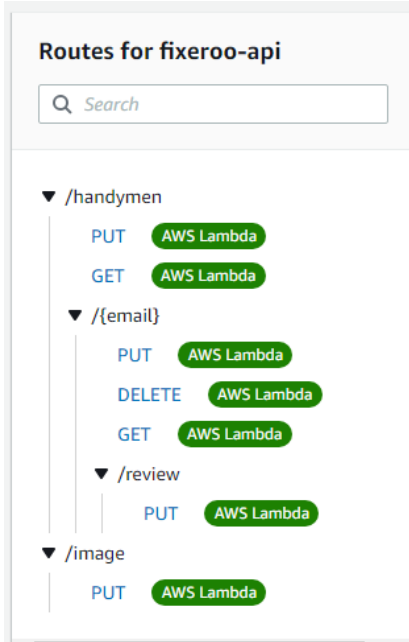 Routes for fixeroo-api
Search
/handymen
PUT AWS Lambda
GET AWS Lambda
/{email}
PUT AWS Lambda
DELETE AWS Lambda
GET AWS Lambda
/review
PUT AWS Lambda
/image
PUT AWS Lambda